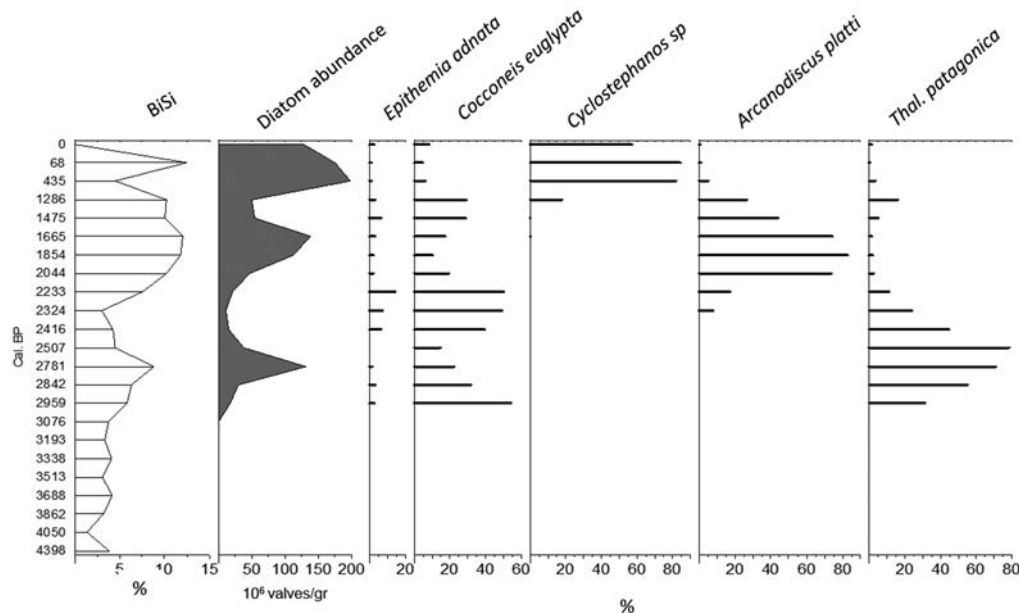 BiSi
Diatom abundance
Epithemia adnata
Cocconeis euglypta
Cyclostephanos sp
Arcanodiscus platti
Thal. patagonica
Cal. BP
0
68
435
1286
1475
1665
1854
2044
2233
2324
2416
2507
2781
2842
2959
3076
3193
3338
3513
3688
3862
4050
4398
5 10 15
50 100 150 200
20
20 40 60
20 40 60 80
20 40 60 80
20 40 60 80
%
10⁶ valves/gr
%